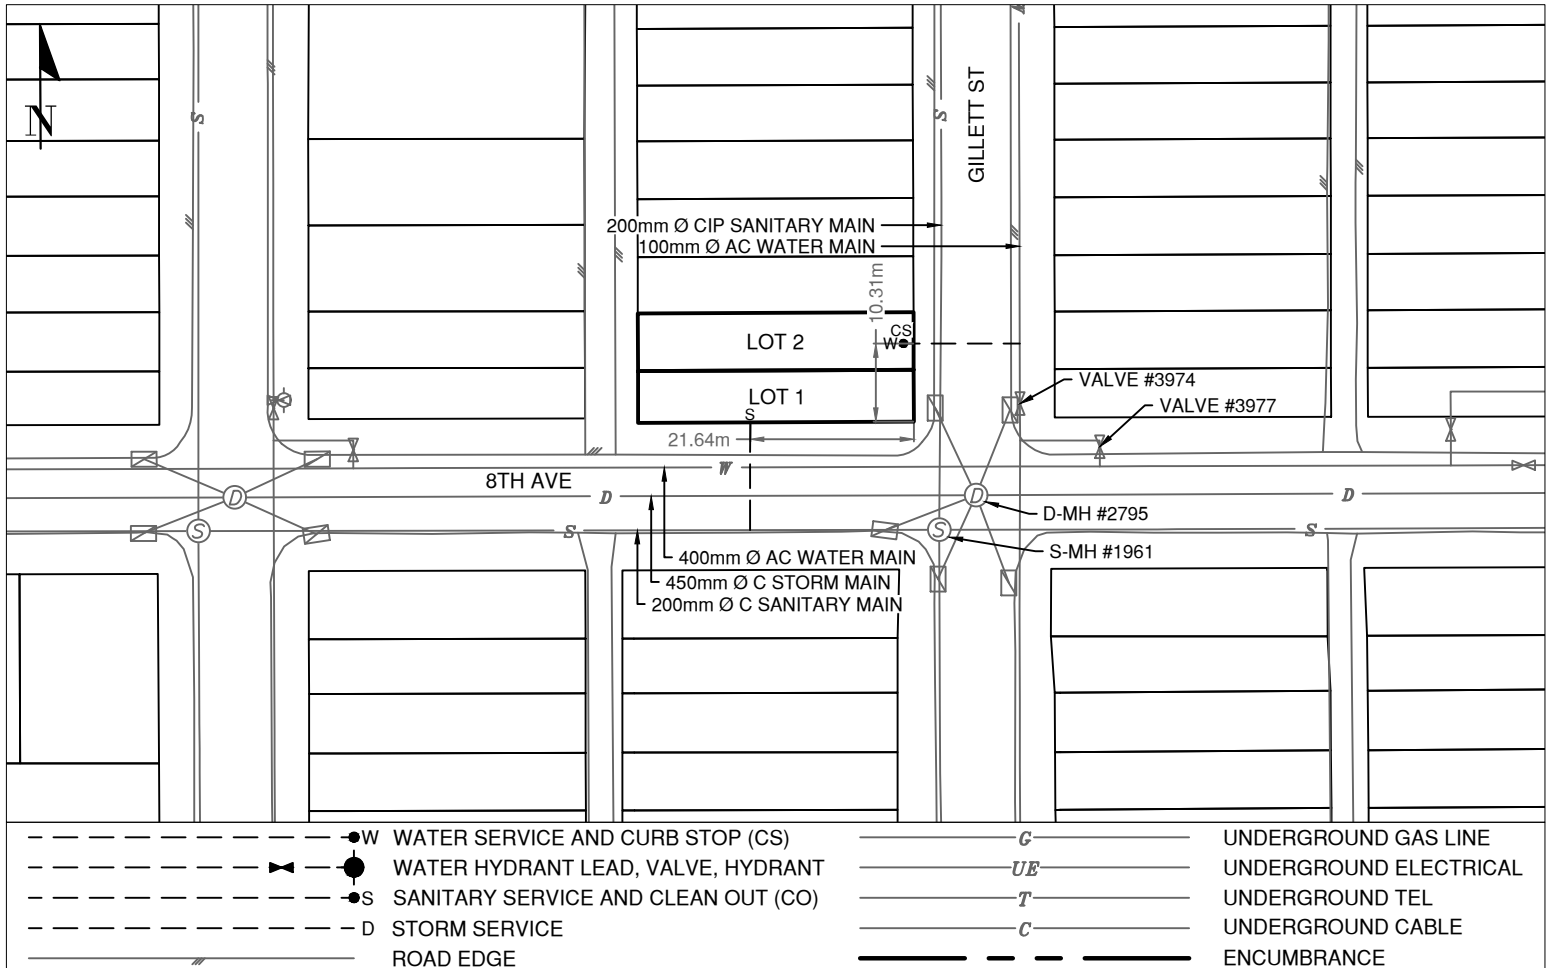 N
S
S
GILLETT ST
200mm Ø CIP SANITARY MAIN
100mm Ø AC WATER MAIN
10.31m
CS
W
LOT 2
LOT 1
S
21.64m
VALVE #3974
VALVE #3977
W
8TH AVE
D
D
D
D
S
S
S
S
D-MH #2795
S-MH #1961
400mm Ø AC WATER MAIN
450mm Ø C STORM MAIN
200mm Ø C SANITARY MAIN
W WATER SERVICE AND CURB STOP (CS)
WATER HYDRANT LEAD, VALVE, HYDRANT
S SANITARY SERVICE AND CLEAN OUT (CO)
D STORM SERVICE
ROAD EDGE
G UNDERGROUND GAS LINE
UE UNDERGROUND ELECTRICAL
T UNDERGROUND TEL
C UNDERGROUND CABLE
ENCUMBRANCE